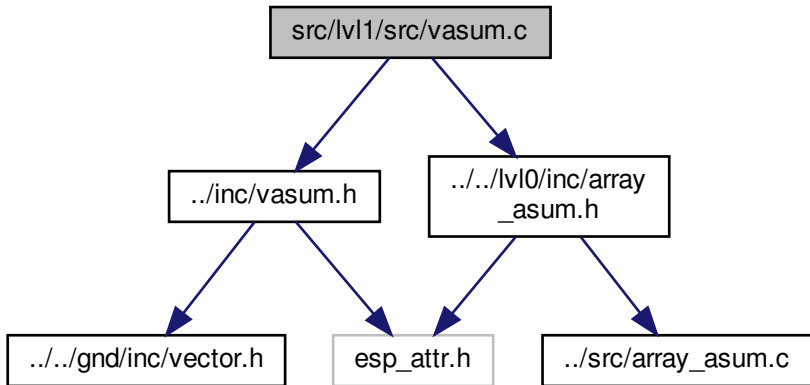 src/lvl1/src/vasum.c
../inc/vasum.h
../../lvl0/inc/array
_asum.h
../../gnd/inc/vector.h
esp_attr.h
../src/array_asum.c